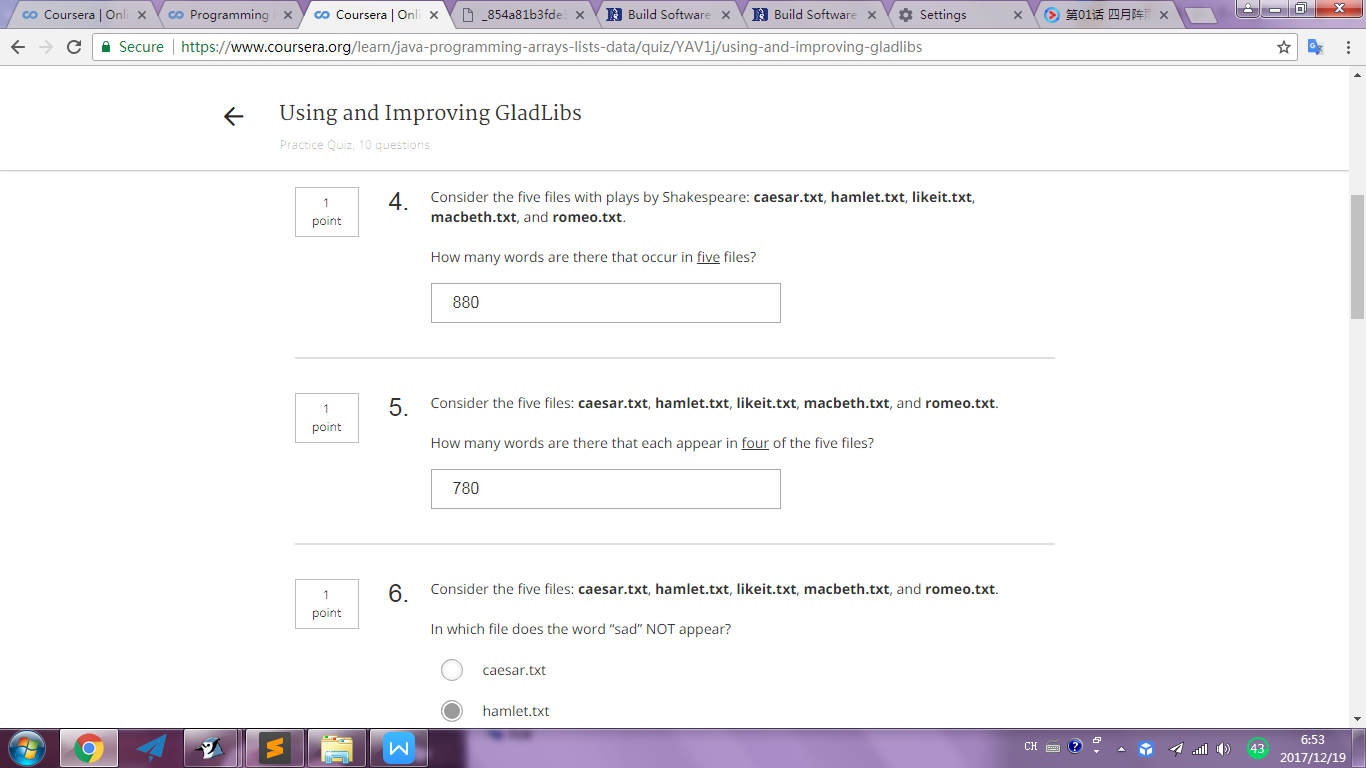 Coursera | Onli
Programming
Coursera | Onli
_854a81b3fde
Build Software
Build Software
Settings
第01话 四月阵雨
Secure
https://www.coursera.org/learn/java-programming-arrays-lists-data/quiz/YAV1j/using-and-improving-gladlibs
Using and Improving GladLibs
Practice Quiz, 10 questions
1
point
4.
Consider the five files with plays by Shakespeare: caesar.txt, hamlet.txt, likeit.txt,
macbeth.txt, and romeo.txt.
How many words are there that occur in five files?
880
1
point
5.
Consider the five files: caesar.txt, hamlet.txt, likeit.txt, macbeth.txt, and romeo.txt.
How many words are there that each appear in four of the five files?
780
1
point
6.
Consider the five files: caesar.txt, hamlet.txt, likeit.txt, macbeth.txt, and romeo.txt.
In which file does the word “sad” NOT appear?
caesar.txt
hamlet.txt
CH
43
6:53
2017/12/19